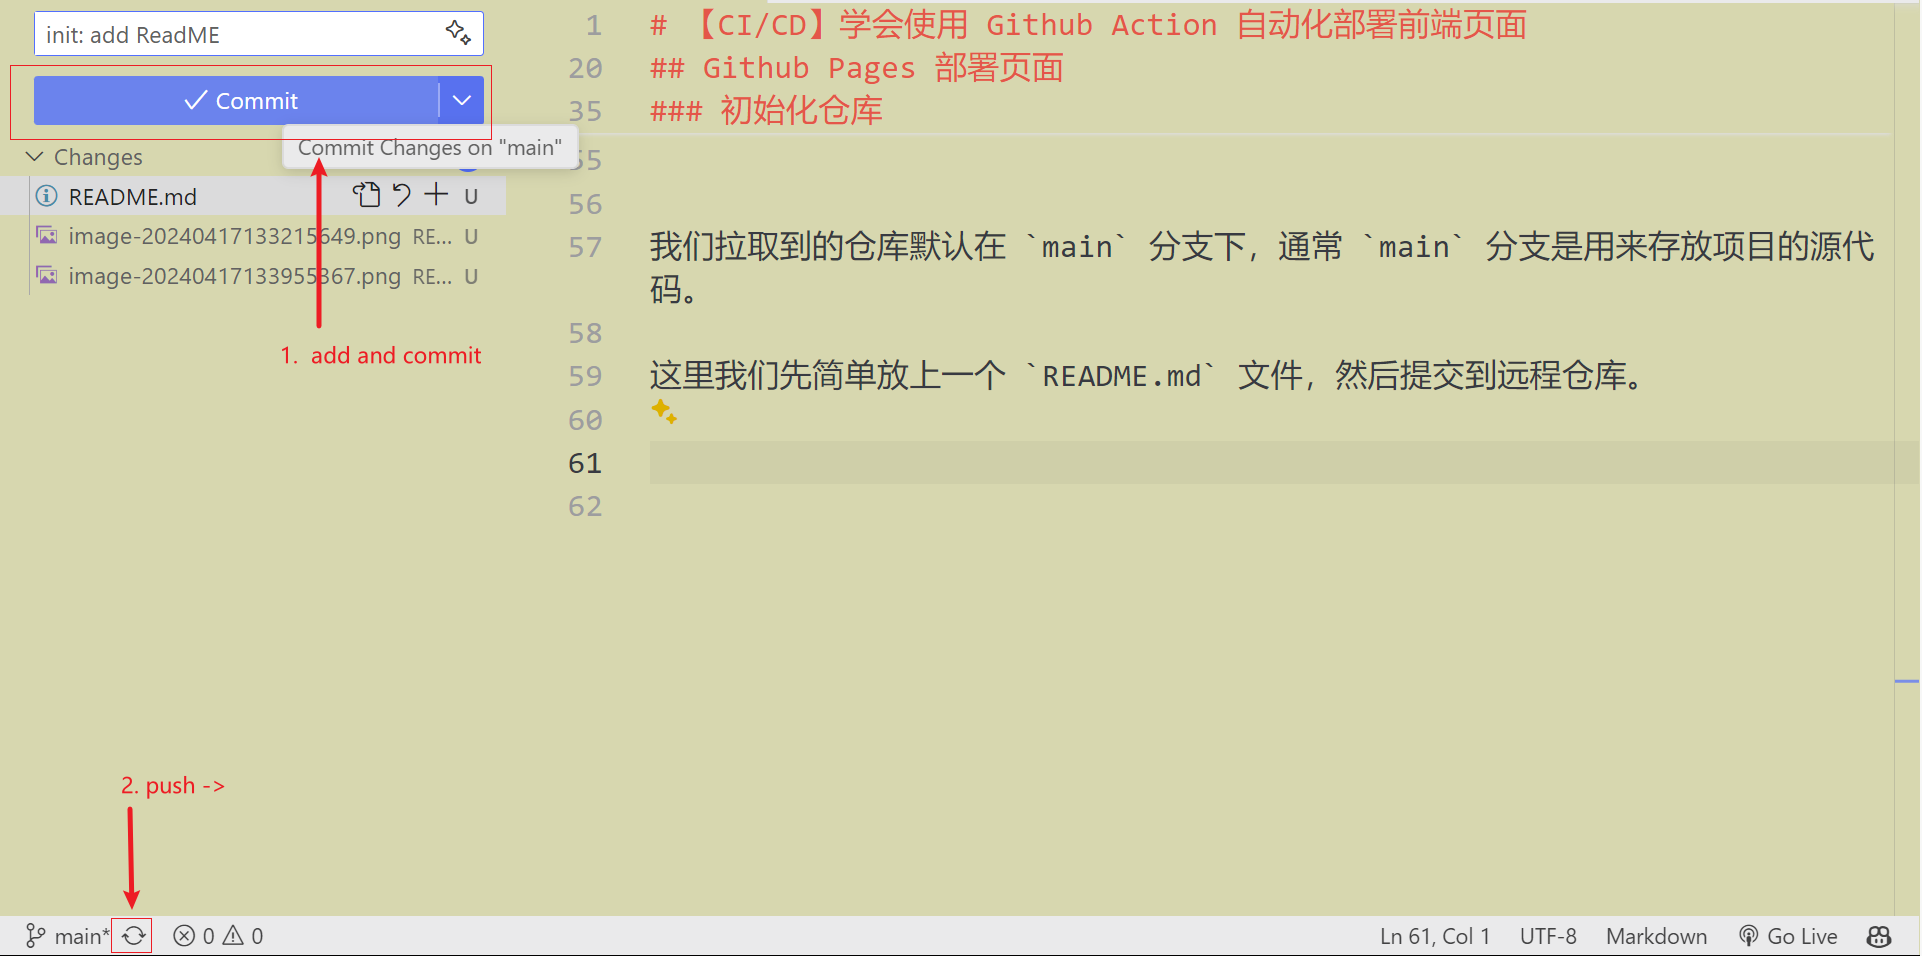 init: add ReadME
Commit
Commit Changes on "main"
Changes
README.md U
image-20240417133215649.png RE... U
image-20240417133955367.png RE... U
1. add and commit
2. push ->
1 # 【CI/CD】学会使用 Github Action 自动化部署前端页面
20 ## Github Pages 部署页面
35 ### 初始化仓库
55
56
57 我们拉取到的仓库默认在 `main` 分支下，通常 `main` 分支是用来存放项目的源代
码。
58
59 这里我们先简单放上一个 `README.md` 文件，然后提交到远程仓库。
60
61
62
main* 0 0 Ln 61, Col 1 UTF-8 Markdown Go Live